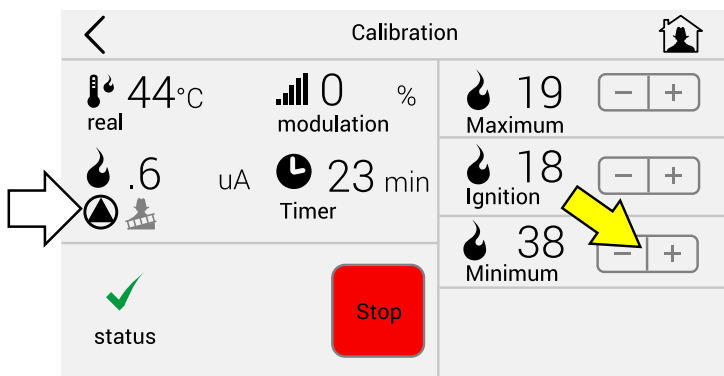 Calibration
44°C
real
0 %
modulation
.6 uA
23 min
Timer
status
Stop
19
Maximum
- +
18
Ignition
- +
38
Minimum
- +